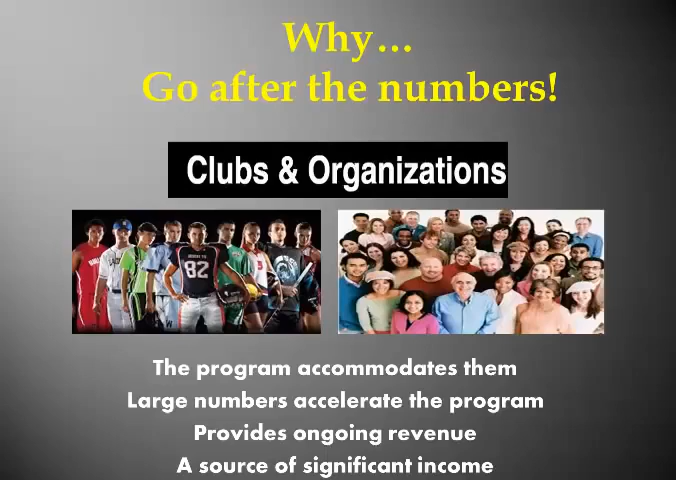 Why…
Go after the numbers!
Clubs & Organizations
82
The program accommodates them
Large numbers accelerate the program
Provides ongoing revenue
A source of significant income